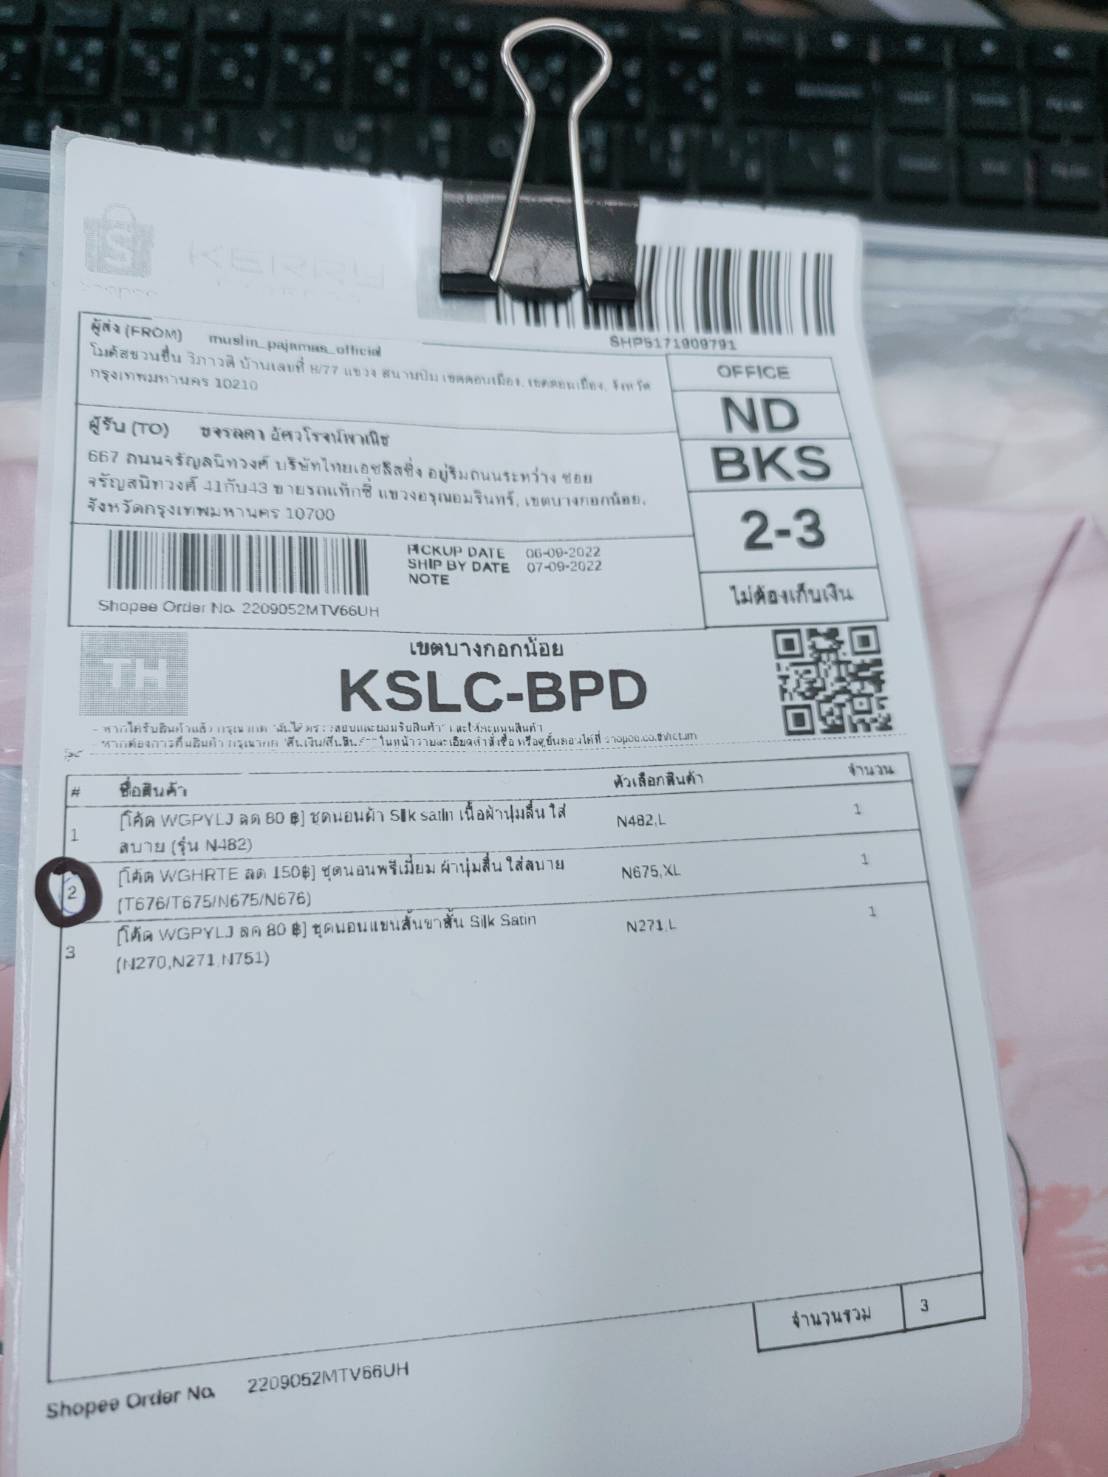 SHP5171909791
ผู้ส่ง (FROM) muslin_pajamas_official
โมดัสชวนชื่น วิภาวดี บ้านเลขที่ 8/77 แขวง สนามบิน เขตดอนเมือง, เขตดอนเมือง, จังหวัด
กรุงเทพมหานคร 10210
OFFICE
ND
BKS
2-3
ไม่ต้องเก็บเงิน
ผู้รับ (TO) ขจรลดา อัศวโรจน์พาณิช
667 ถนนจรัญสนิทวงศ์ บริษัทไทยเอชลิสซิ่ง อยู่ริมถนนระหว่าง ซอย
จรัญสนิทวงศ์ 41กับ43 ขายรถแท็กซี่ แขวงอรุณอมรินทร์, เขตบางกอกน้อย,
จังหวัดกรุงเทพมหานคร 10700
PICKUP DATE 06-09-2022
SHIP BY DATE 07-09-2022
NOTE
Shopee Order No. 2209052MTV66UH
TH
เขตบางกอกน้อย
KSLC-BPD
# ชื่อสินค้า ตัวเลือกสินค้า จำนวน
1 [โค้ด WGPYLJ ลด 80 ฿] ชุดนอนผ้า Silk satin เนื้อผ้านุ่มลื่น ใส่ N482,L 1
สบาย (รุ่น N482)
2 [โค้ด WGHRTE ลด 150฿] ชุดนอนพรีเมี่ยม ผ้านุ่มลื่น ใส่สบาย N675,XL 1
(T676/T675/N675/N676)
3 [โค้ด WGPYLJ ลด 80 ฿] ชุดนอนแขนสั้นขาสั้น Silk Satin N271,L 1
(N270,N271,N751)
จำนวนรวม 3
Shopee Order No. 2209052MTV66UH